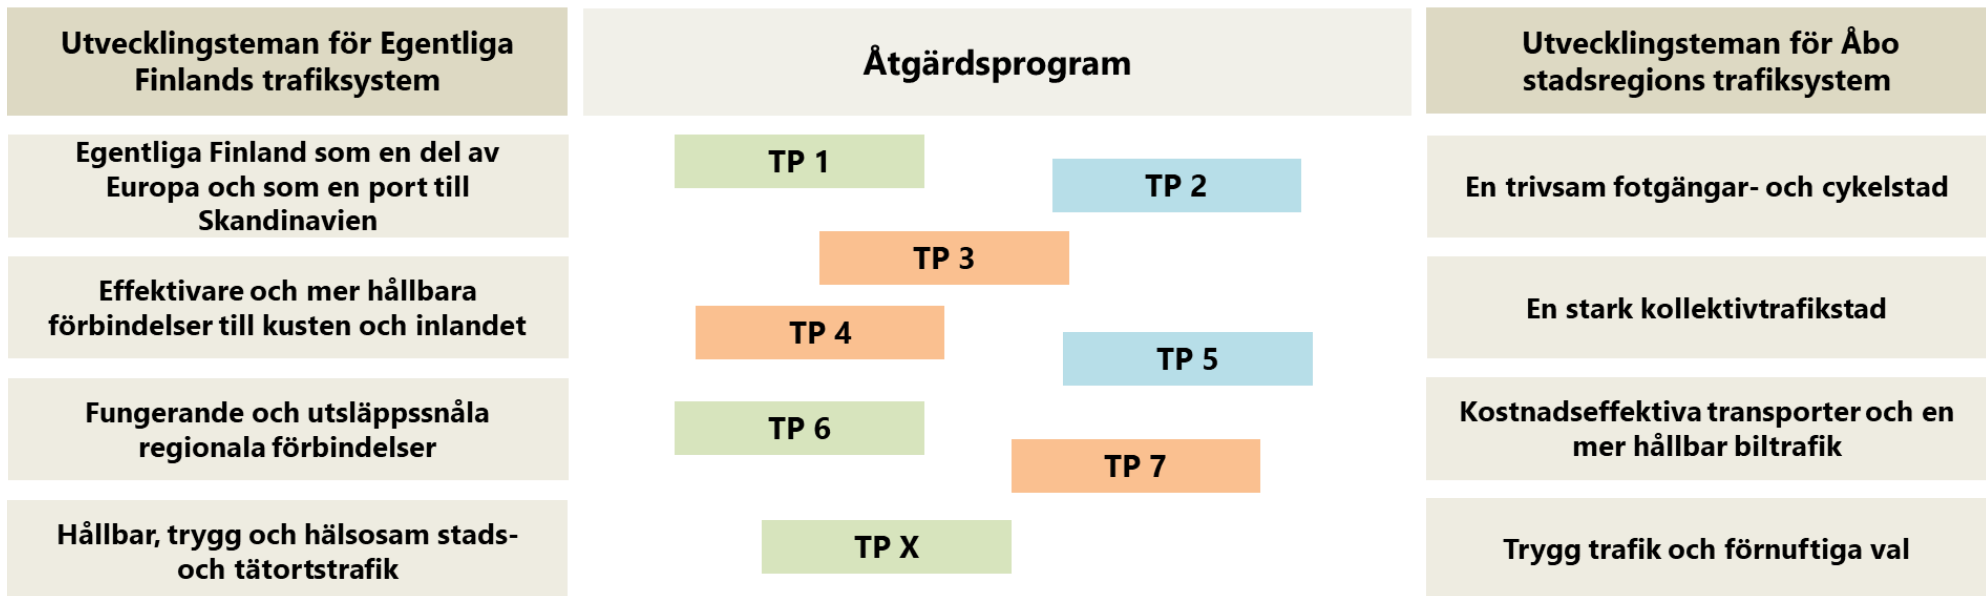 Utvecklingsteman för Egentliga
Finlands trafiksystem
Egentliga Finland som en del av
Europa och som en port till
Skandinavien
Effektivare och mer hållbara
förbindelser till kusten och inlandet
Fungerande och utsläppssnåla
regionala förbindelser
Hållbar, trygg och hälsosam stads-
och tätortstrafik
Åtgärdsprogram
TP 1
TP 2
TP 3
TP 4
TP 5
TP 6
TP 7
TP X
Utvecklingsteman för Åbo
stadsregions trafiksystem
En trivsam fotgängar- och cykelstad
En stark kollektivtrafikstad
Kostnadseffektiva transporter och en
mer hållbar biltrafik
Trygg trafik och förnuftiga val